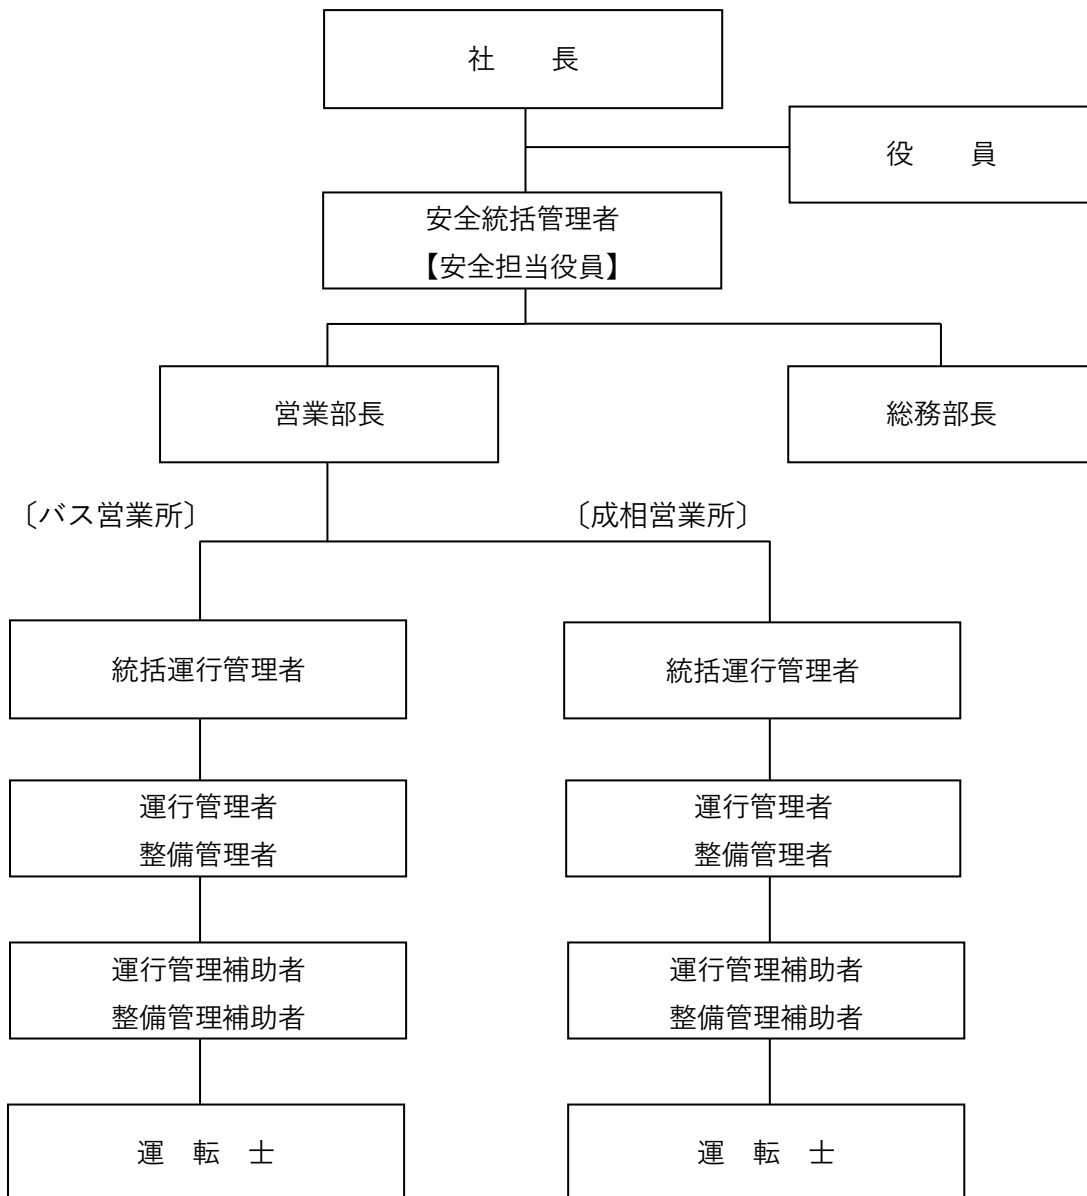 社　　長
役　　員
安全統括管理者
【安全担当役員】
営業部長
総務部長
〔バス営業所〕
〔成相営業所〕
統括運行管理者
統括運行管理者
運行管理者
整備管理者
運行管理者
整備管理者
運行管理補助者
整備管理補助者
運行管理補助者
整備管理補助者
運　転　士
運　転　士